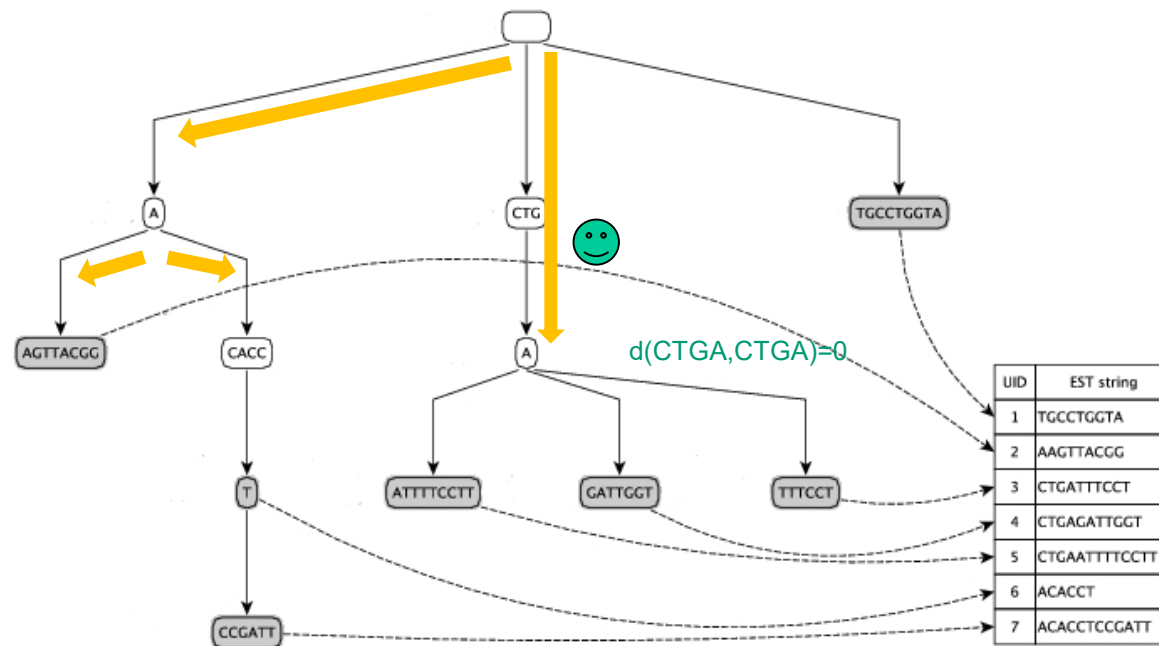 A
CTG
TGCCTGGTA
AGTTACGG
CACC
A
d(CTGA,CTGA)=0
T
ATTTTCCTT
GATTGGT
TTTCCT
CCGATT
UID EST string
1 TGCCTGGTA
2 AAGTTACGG
3 CTGATTTCCT
4 CTGAGATTGGT
5 CTGAATTTTCCTT
6 ACACCT
7 ACACCTCCGATT